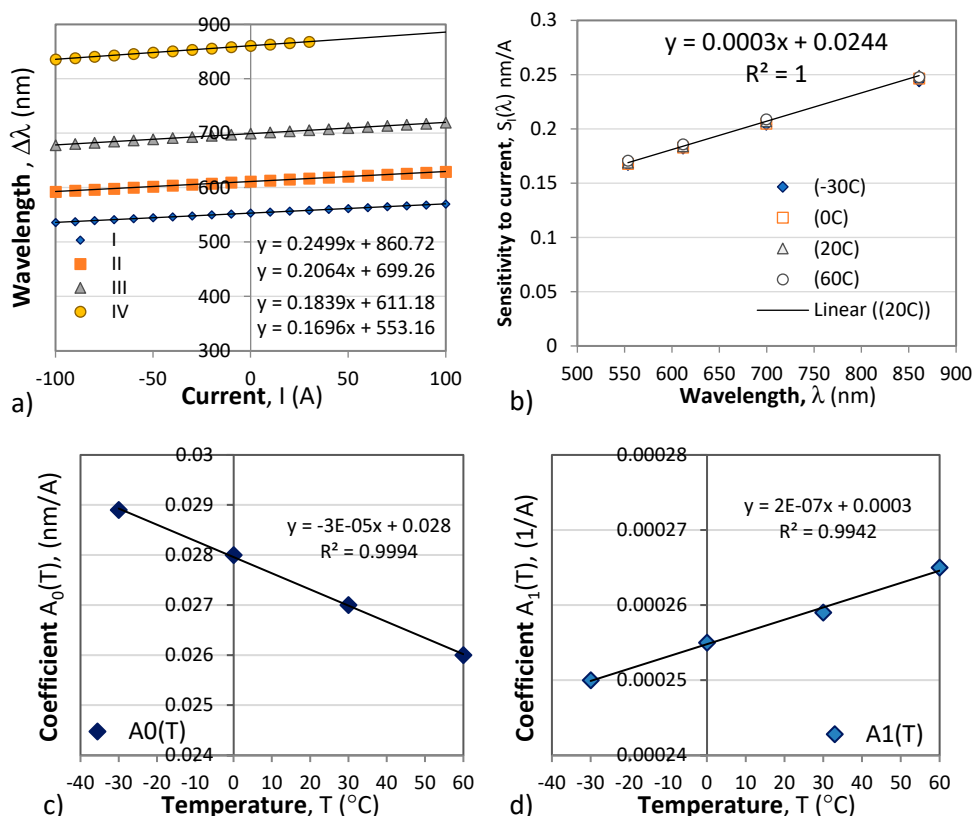 900
800
700
600
500
400
300
-100
-50
0
50
100
Wavelength , Δλ (nm)
Current, I (A)
I
II
III
IV
y = 0.2499x + 860.72
y = 0.2064x + 699.26
y = 0.1839x + 611.18
y = 0.1696x + 553.16
a)
0.3
0.25
0.2
0.15
0.1
0.05
0
500 550 600 650 700 750 800 850 900
Sensitivity to current, Sᵢ(λ) nm/A
Wavelength, λ (nm)
y = 0.0003x + 0.0244
R² = 1
(-30C)
(0C)
(20C)
(60C)
Linear ((20C))
b)
0.03
0.029
0.028
0.027
0.026
0.025
0.024
-40 -30 -20 -10 0 10 20 30 40 50 60
Coefficient A₀(T), (nm/A)
Temperature, T (°C)
y = -3E-05x + 0.028
R² = 0.9994
A0(T)
c)
0.00028
0.00027
0.00026
0.00025
0.00024
-40 -30 -20 -10 0 10 20 30 40 50 60
Coefficient A₁(T), (1/A)
Temperature, T (°C)
y = 2E-07x + 0.0003
R² = 0.9942
A1(T)
d)